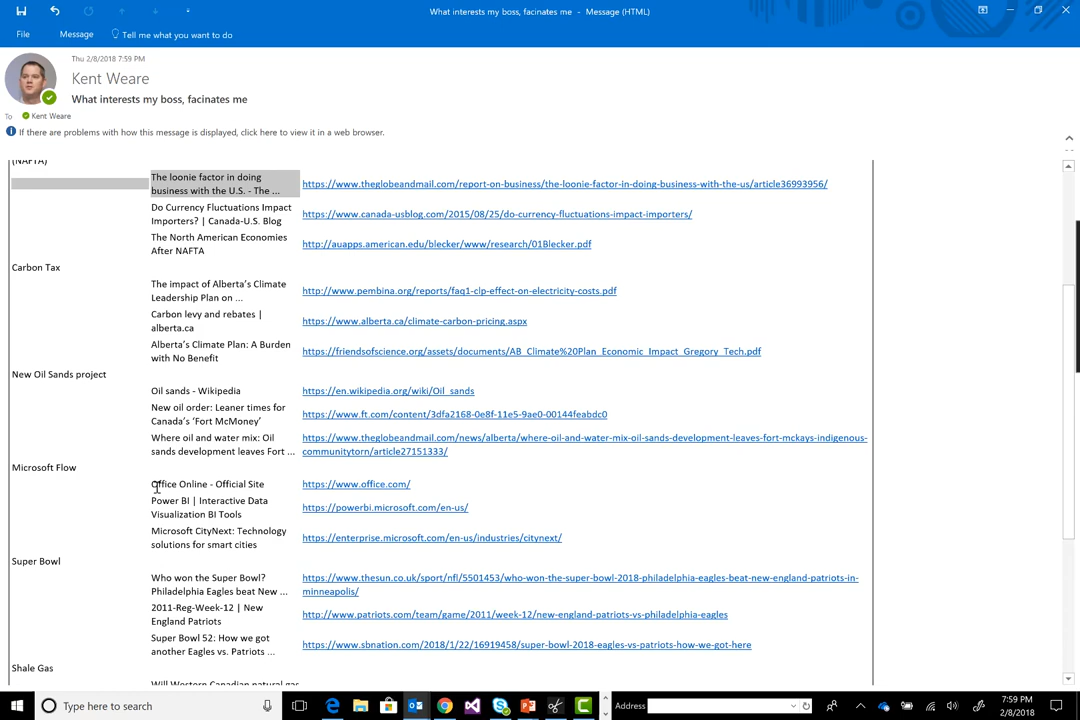 What interests my boss, facinates me - Message (HTML)
File
Message
Tell me what you want to do
Thu 2/8/2018 7:59 PM
Kent Weare
What interests my boss, facinates me
To
Kent Weare
If there are problems with how this message is displayed, click here to view it in a web browser.
(NAFTA)
The loonie factor in doing
business with the U.S. - The ...
https://www.theglobeandmail.com/report-on-business/the-loonie-factor-in-doing-business-with-the-us/article36993956/
Do Currency Fluctuations Impact
Importers? | Canada-U.S. Blog
https://www.canada-usblog.com/2015/08/25/do-currency-fluctuations-impact-importers/
The North American Economies
After NAFTA
http://auapps.american.edu/blecker/www/research/01Blecker.pdf
Carbon Tax
The impact of Alberta's Climate
Leadership Plan on ...
http://www.pembina.org/reports/faq1-clp-effect-on-electricity-costs.pdf
Carbon levy and rebates |
alberta.ca
https://www.alberta.ca/climate-carbon-pricing.aspx
Alberta's Climate Plan: A Burden
with No Benefit
https://friendsofscience.org/assets/documents/AB_Climate%20Plan_Economic_Impact_Gregory_Tech.pdf
New Oil Sands project
Oil sands - Wikipedia
https://en.wikipedia.org/wiki/Oil_sands
New oil order: Leaner times for
Canada's 'Fort McMoney'
https://www.ft.com/content/3dfa2168-0e8f-11e5-9ae0-00144feabdc0
Where oil and water mix: Oil
sands development leaves Fort ...
https://www.theglobeandmail.com/news/alberta/where-oil-and-water-mix-oil-sands-development-leaves-fort-mckays-indigenous-
communitytorn/article27151333/
Microsoft Flow
Office Online - Official Site
https://www.office.com/
Power BI | Interactive Data
Visualization BI Tools
https://powerbi.microsoft.com/en-us/
Microsoft CityNext: Technology
solutions for smart cities
https://enterprise.microsoft.com/en-us/industries/citynext/
Super Bowl
Who won the Super Bowl?
Philadelphia Eagles beat New ...
https://www.thesun.co.uk/sport/nfl/5501453/who-won-the-super-bowl-2018-philadelphia-eagles-beat-new-england-patriots-in-
minneapolis/
2011-Reg-Week-12 | New
England Patriots
http://www.patriots.com/team/game/2011/week-12/new-england-patriots-vs-philadelphia-eagles
Super Bowl 52: How we got
another Eagles vs. Patriots ...
https://www.sbnation.com/2018/1/22/16919458/super-bowl-2018-eagles-vs-patriots-how-we-got-here
Shale Gas
Will Western Canadian natural gas
Type here to search
Address
7:59 PM
2/8/2018